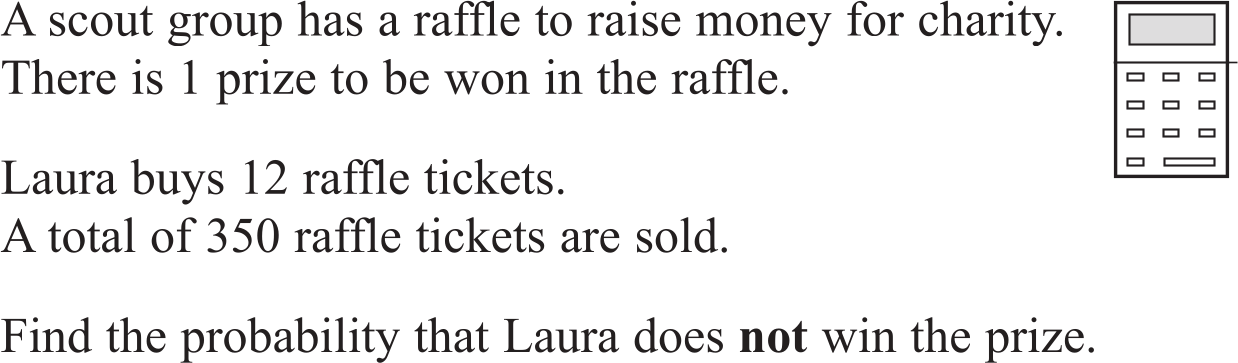 A scout group has a raffle to raise money for charity.
There is 1 prize to be won in the raffle.
Laura buys 12 raffle tickets.
A total of 350 raffle tickets are sold.
Find the probability that Laura does not win the prize.